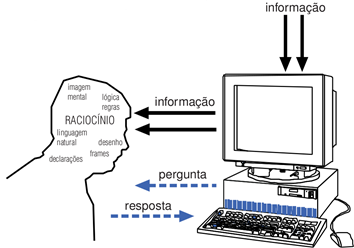 informação
imagem
mental
lógica
regras
RACIOCÍNIO
linguagem
natural
desenho
frames
declarações
informação
pergunta
resposta